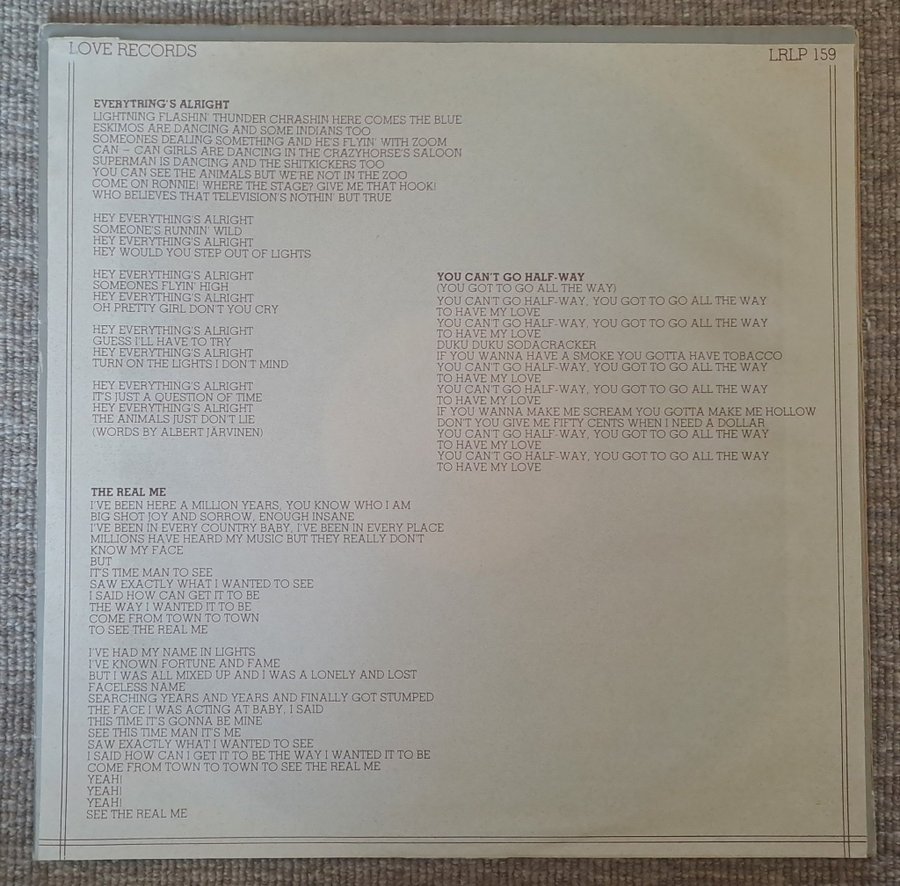 LOVE RECORDS
LRLP 159
EVERYTRING'S ALRIGHT
LIGHTNING FLASHIN' THUNDER CHRASHIN HERE COMES THE BLUE
ESKIMOS ARE DANCING AND SOME INDIANS TOO
SOMEONES DEALING SOMETHING AND HE'S FLYIN' WITH ZOOM
CAN – CAN GIRLS ARE DANCING IN THE CRAZYHORSE'S SALOON
SUPERMAN IS DANCING AND THE SHITKICKERS TOO
YOU CAN SEE THE ANIMALS BUT WE'RE NOT IN THE ZOO
COME ON RONNIE! WHERE THE STAGE? GIVE ME THAT HOOK!
WHO BELIEVES THAT TELEVISION'S NOTHIN' BUT TRUE
HEY EVERYTHING'S ALRIGHT
SOMEONE'S RUNNIN' WILD
HEY EVERYTHING'S ALRIGHT
HEY WOULD YOU STEP OUT OF LIGHTS
HEY EVERYTHING'S ALRIGHT
SOMEONES FLYIN' HIGH
HEY EVERYTHING'S ALRIGHT
OH PRETTY GIRL DON'T YOU CRY
HEY EVERYTHING'S ALRIGHT
GUESS I'LL HAVE TO TRY
HEY EVERYTHING'S ALRIGHT
TURN ON THE LIGHTS I DON'T MIND
HEY EVERYTHING'S ALRIGHT
IT'S JUST A QUESTION OF TIME
HEY EVERYTHING'S ALRIGHT
THE ANIMALS JUST DON'T LIE
(WORDS BY ALBERT JÄRVINEN)
THE REAL ME
I'VE BEEN HERE A MILLION YEARS, YOU KNOW WHO I AM
BIG SHOT JOY AND SORROW, ENOUGH INSANE
I'VE BEEN IN EVERY COUNTRY BABY, I'VE BEEN IN EVERY PLACE
MILLIONS HAVE HEARD MY MUSIC BUT THEY REALLY DON'T
KNOW MY FACE
BUT
IT'S TIME MAN TO SEE
SAW EXACTLY WHAT I WANTED TO SEE
I SAID HOW CAN GET IT TO BE
THE WAY I WANTED IT TO BE
COME FROM TOWN TO TOWN
TO SEE THE REAL ME
I'VE HAD MY NAME IN LIGHTS
I'VE KNOWN FORTUNE AND FAME
BUT I WAS ALL MIXED UP AND I WAS A LONELY AND LOST
FACELESS NAME
SEARCHING YEARS AND YEARS AND FINALLY GOT STUMPED
THE FACE I WAS ACTING AT BABY, I SAID
THIS TIME IT'S GONNA BE MINE
SEE THIS TIME MAN IT'S ME
SAW EXACTLY WHAT I WANTED TO SEE
I SAID HOW CAN I GET IT TO BE THE WAY I WANTED IT TO BE
COME FROM TOWN TO TOWN TO SEE THE REAL ME
YEAH!
YEAH!
YEAH!
SEE THE REAL ME
YOU CAN'T GO HALF-WAY
(YOU GOT TO GO ALL THE WAY)
YOU CAN'T GO HALF-WAY, YOU GOT TO GO ALL THE WAY
TO HAVE MY LOVE
YOU CAN'T GO HALF-WAY, YOU GOT TO GO ALL THE WAY
TO HAVE MY LOVE
DUKU DUKU SODACRACKER
IF YOU WANNA HAVE A SMOKE YOU GOTTA HAVE TOBACCO
YOU CAN'T GO HALF-WAY, YOU GOT TO GO ALL THE WAY
TO HAVE MY LOVE
YOU CAN'T GO HALF-WAY, YOU GOT TO GO ALL THE WAY
TO HAVE MY LOVE
IF YOU WANNA MAKE ME SCREAM YOU GOTTA MAKE ME HOLLOW
DON'T YOU GIVE ME FIFTY CENTS WHEN I NEED A DOLLAR
YOU CAN'T GO HALF-WAY, YOU GOT TO GO ALL THE WAY
TO HAVE MY LOVE
YOU CAN'T GO HALF-WAY, YOU GOT TO GO ALL THE WAY
TO HAVE MY LOVE